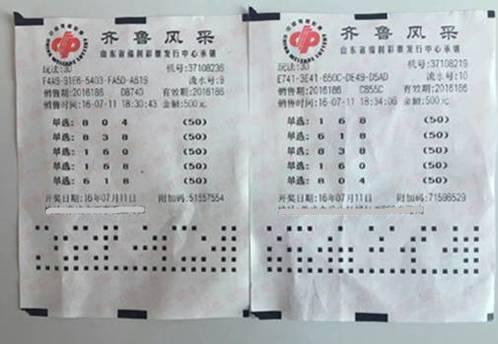 齐鲁风采
山东省福利彩票发行中心承销
玩法:3D 机号:37108236
F4A9-91E6-5403-FA5D-A619 流水号:9
销售期:2016186 D874D 有效期:2016186
销售时间:16-07-11 18:30:43 金额:500元
单选: 8 0 4 (50)
单选: 8 3 8 (50)
单选: 1 6 0 (50)
单选: 1 6 8 (50)
单选: 6 1 8 (50)
开奖日期:16年07月11日 附加码:51557554
齐鲁风采
山东省福利彩票发行中心承销
玩法:3D 机号:37108219
E741-3E41-650C-DE49-D5AD 流水号:10
销售期:2016186 C855C 有效期:2016186
销售时间:16-07-11 18:34:06 金额:500元
单选: 1 6 8 (50)
单选: 6 1 8 (50)
单选: 8 3 8 (50)
单选: 1 6 0 (50)
单选: 8 0 4 (50)
开奖日期:16年07月11日 附加码:71596529